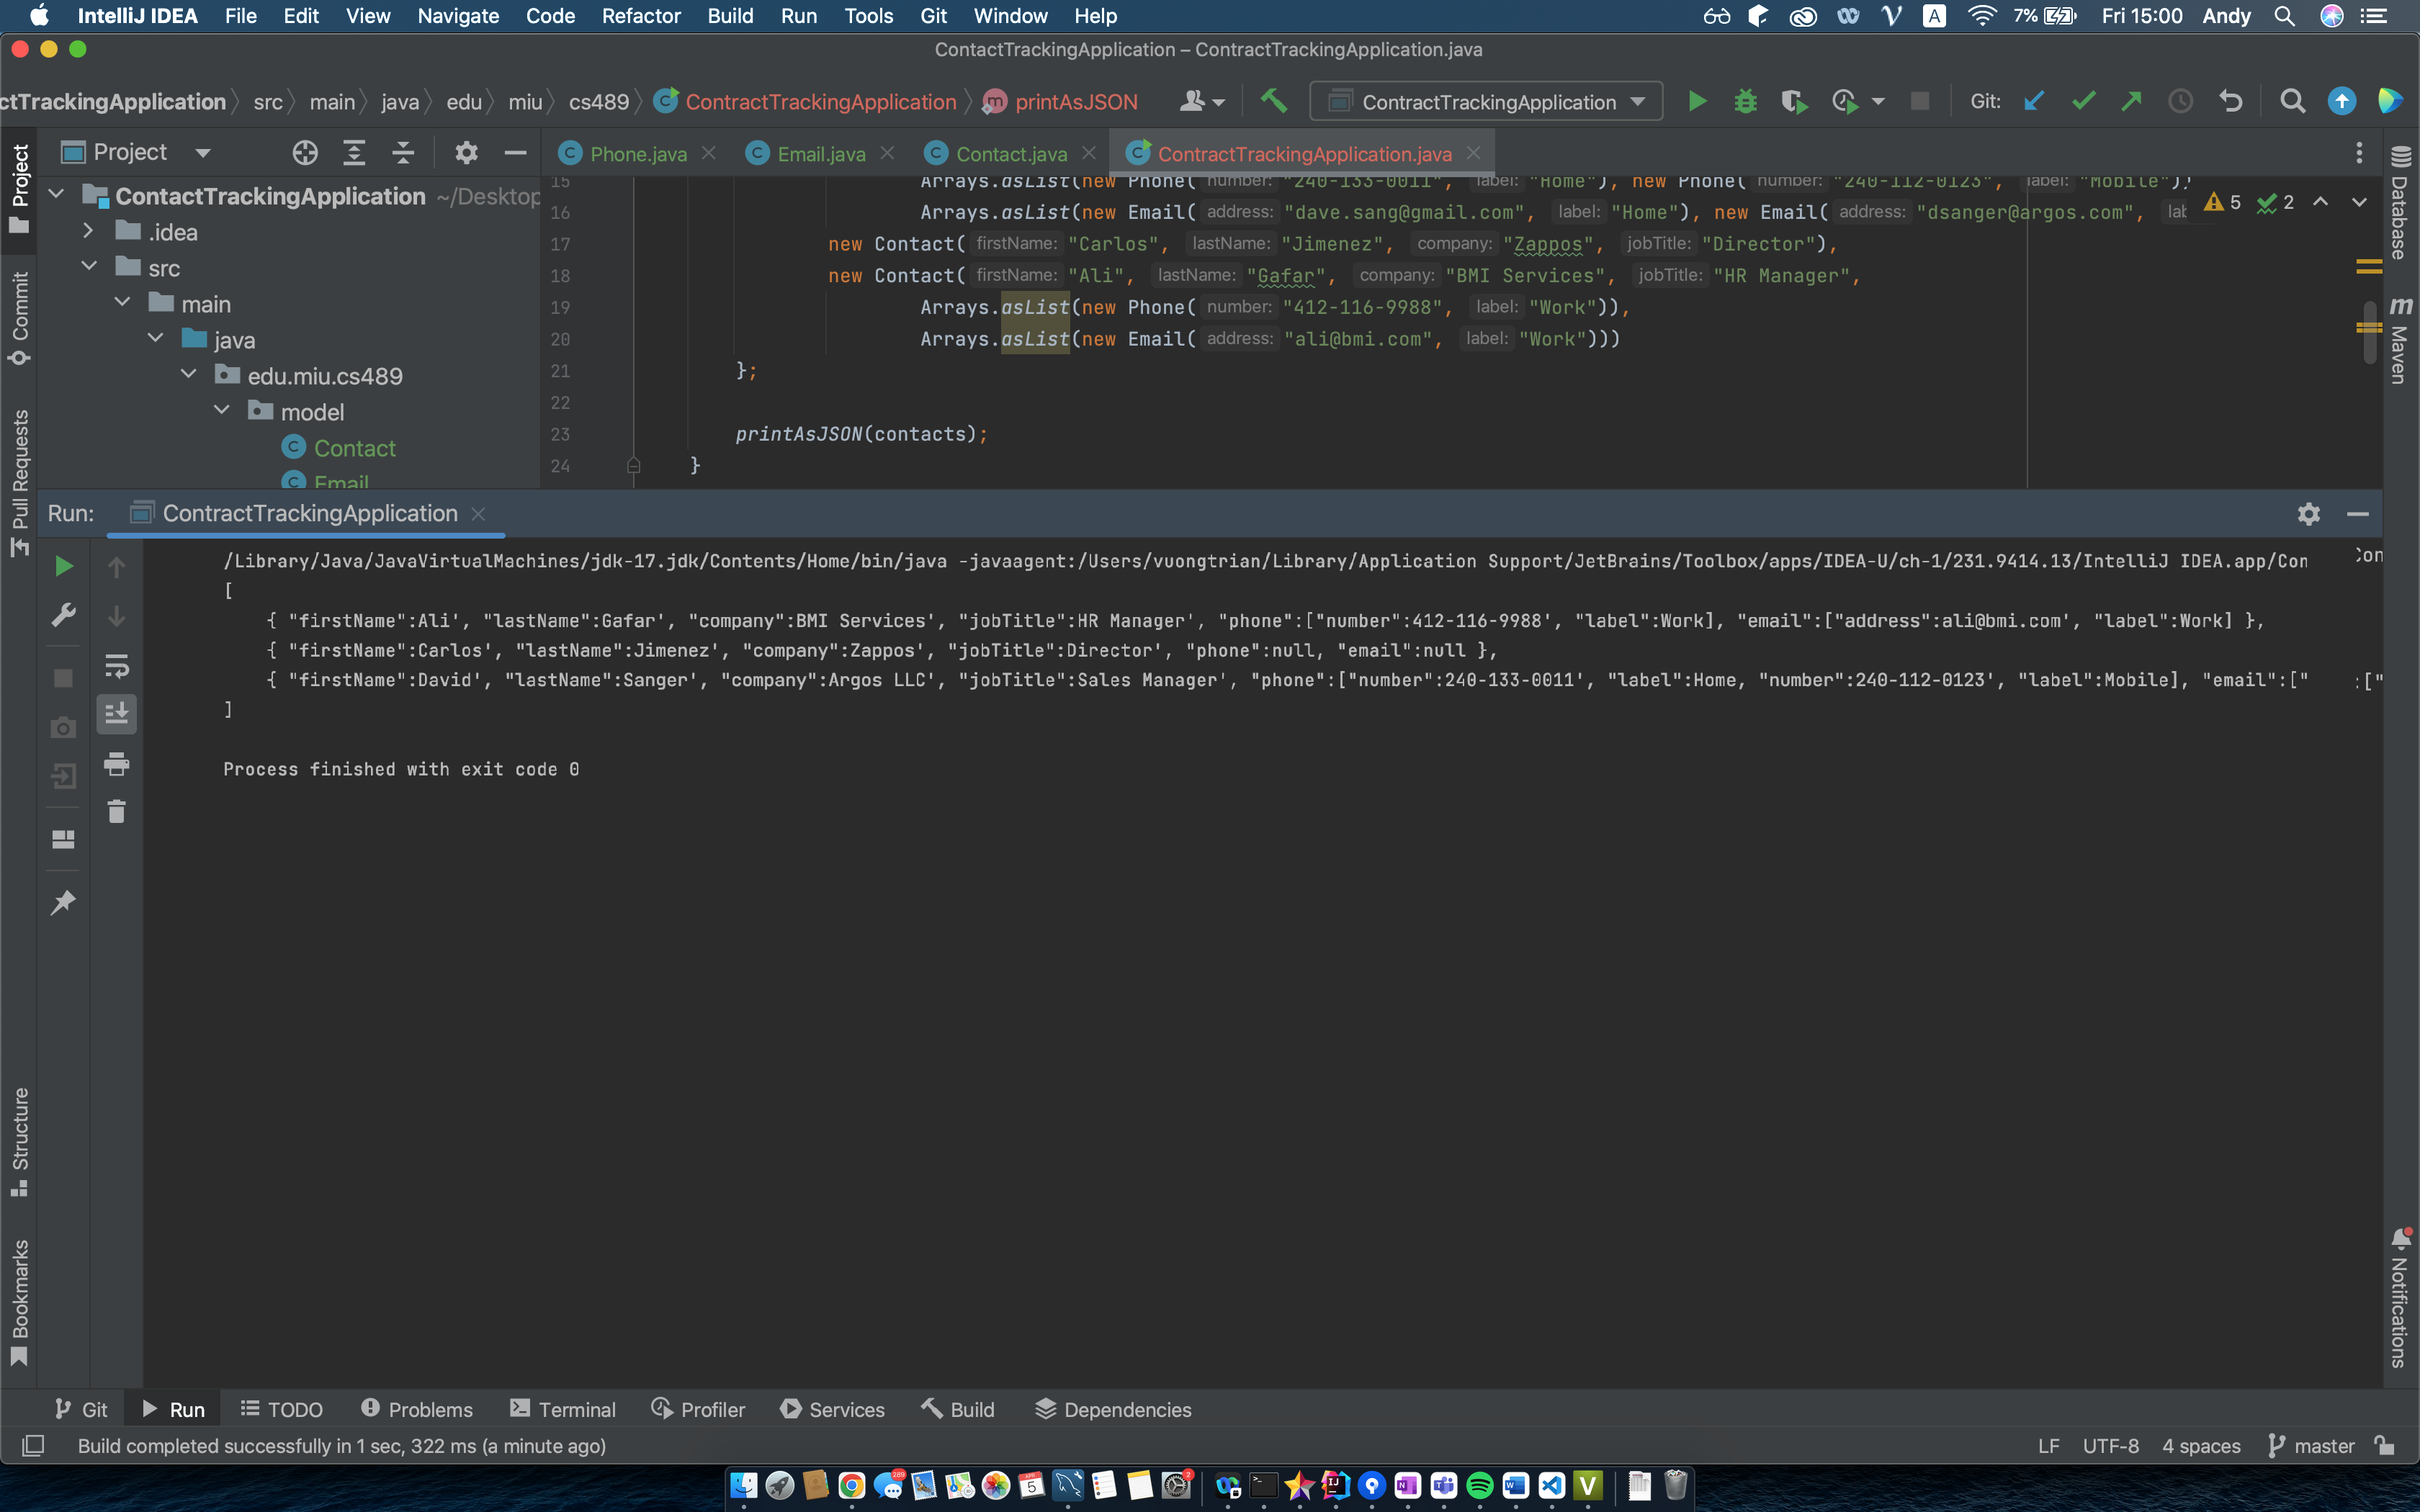 IntelliJ IDEA File Edit View Navigate Code Refactor Build Run Tools Git Window Help A 7% Fri 15:00 Andy
ContactTrackingApplication – ContractTrackingApplication.java
ctTrackingApplication src main java edu miu cs489 ContractTrackingApplication m printAsJSON ContractTrackingApplication Git:
Project Phone.java Email.java Contact.java ContractTrackingApplication.java
ContactTrackingApplication ~/Desktop
.idea
src
main
java
edu.miu.cs489
model
Contact
Email
15 Arrays.asList(new Phone( number: "240-133-0011", label: "Home"), new Phone( number: "240-112-0123", label: "Mobile")),
16 Arrays.asList(new Email( address: "dave.sang@gmail.com", label: "Home"), new Email( address: "dsanger@argos.com", lab
5 2
17 new Contact( firstName: "Carlos", lastName: "Jimenez", company: "Zappos", jobTitle: "Director"),
18 new Contact( firstName: "Ali", lastName: "Gafar", company: "BMI Services", jobTitle: "HR Manager",
19 Arrays.asList(new Phone( number: "412-116-9988", label: "Work")),
20 Arrays.asList(new Email( address: "ali@bmi.com", label: "Work")))
21 };
22
23 printAsJSON(contacts);
24 }
Project
Commit
Pull Requests
Structure
Bookmarks
Database
m Maven
Notifications
Run: ContractTrackingApplication
/Library/Java/JavaVirtualMachines/jdk-17.jdk/Contents/Home/bin/java -javaagent:/Users/vuongtrian/Library/Application Support/JetBrains/Toolbox/apps/IDEA-U/ch-1/231.9414.13/IntelliJ IDEA.app/Con
[
{ "firstName":Ali', "lastName":Gafar', "company":BMI Services', "jobTitle":HR Manager', "phone":["number":412-116-9988', "label":Work], "email":["address":ali@bmi.com', "label":Work] },
{ "firstName":Carlos', "lastName":Jimenez', "company":Zappos', "jobTitle":Director', "phone":null, "email":null },
{ "firstName":David', "lastName":Sanger', "company":Argos LLC', "jobTitle":Sales Manager', "phone":["number":240-133-0011', "label":Home, "number":240-112-0123', "label":Mobile], "email":["
]
Process finished with exit code 0
Git Run TODO Problems Terminal Profiler Services Build Dependencies
Build completed successfully in 1 sec, 322 ms (a minute ago) LF UTF-8 4 spaces master
289 APR 5 2 IJ N T W V